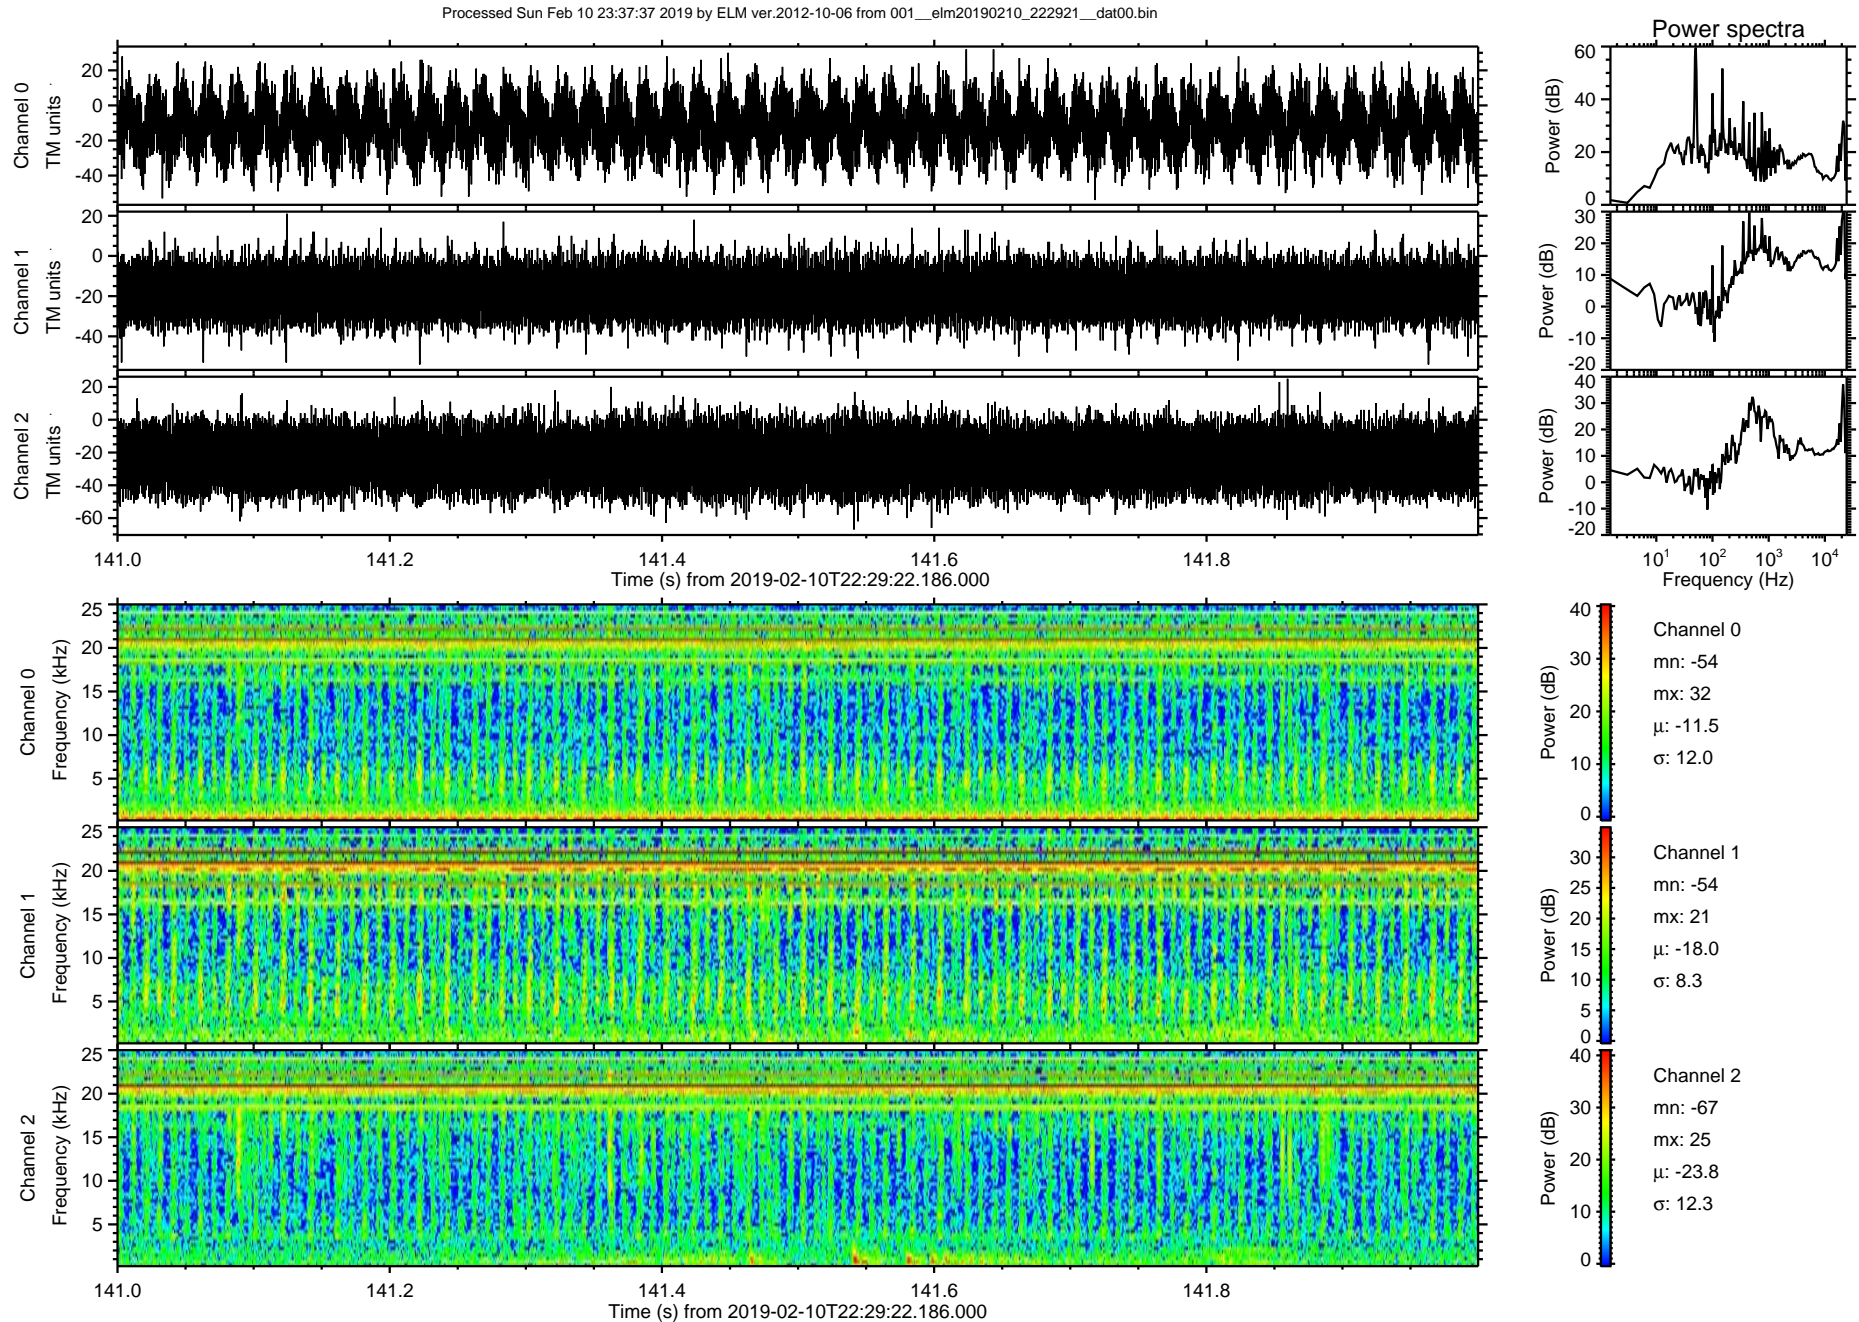 Processed Sun Feb 10 23:37:37 2019 by ELM ver.2012-10-06 from 001__elm20190210_222921__dat00.bin
Power spectra
Channel 0
TM units
20
0
-20
-40
Power (dB)
60
40
20
0
Channel 1
TM units
20
0
-20
-40
Power (dB)
30
20
10
0
-10
-20
Channel 2
TM units
20
0
-20
-40
-60
Power (dB)
40
30
20
10
0
-10
-20
141.0 141.2 141.4 141.6 141.8
Time (s) from 2019-02-10T22:29:22.186.000
10^1 10^2 10^3 10^4
Frequency (Hz)
Channel 0
Frequency (kHz)
25
20
15
10
5
Power (dB)
40
30
20
10
0
Channel 0
mn: -54
mx: 32
μ: -11.5
σ: 12.0
Channel 1
Frequency (kHz)
25
20
15
10
5
Power (dB)
30
25
20
15
10
5
0
Channel 1
mn: -54
mx: 21
μ: -18.0
σ: 8.3
Channel 2
Frequency (kHz)
25
20
15
10
5
Power (dB)
40
30
20
10
0
Channel 2
mn: -67
mx: 25
μ: -23.8
σ: 12.3
141.0 141.2 141.4 141.6 141.8
Time (s) from 2019-02-10T22:29:22.186.000